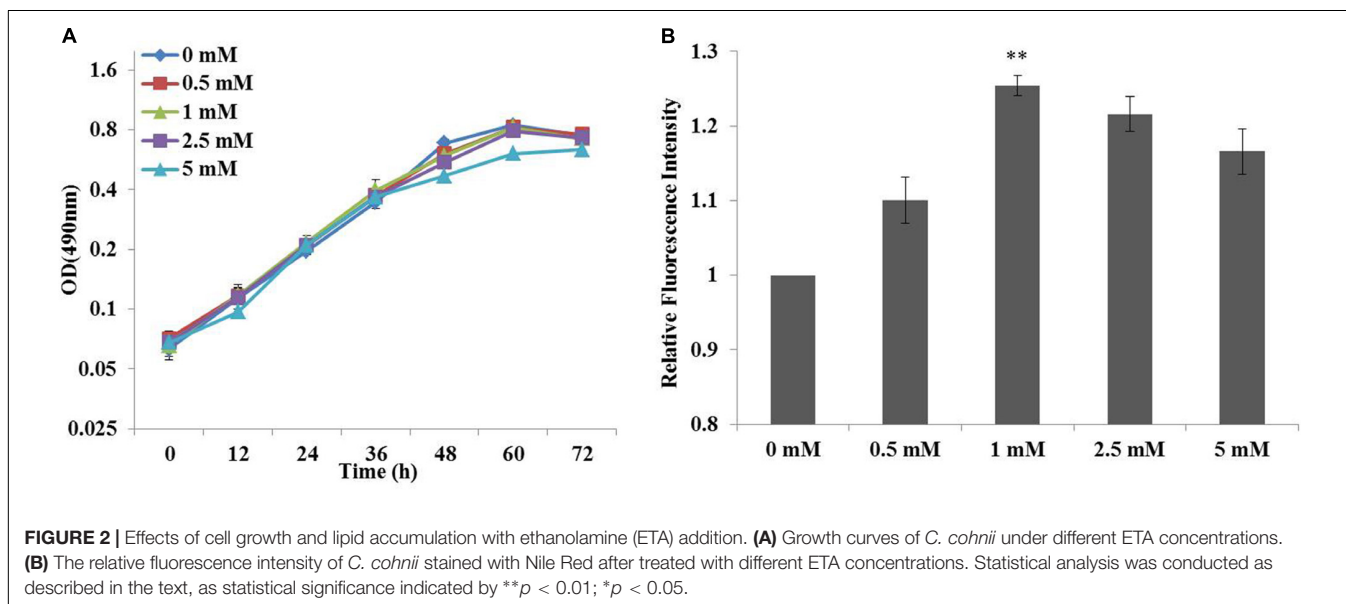 A
0 mM
0.5 mM
1 mM
2.5 mM
5 mM
1.6
0.8
0.4
0.2
0.1
0.05
0.025
OD(490nm)
0 12 24 36 48 60 72
Time (h)
B
1.3
1.2
1.1
1
0.9
0.8
Relative Fluorescence Intensity
**
0 mM 0.5 mM 1 mM 2.5 mM 5 mM
FIGURE 2 | Effects of cell growth and lipid accumulation with ethanolamine (ETA) addition. (A) Growth curves of C. cohnii under different ETA concentrations.
(B) The relative fluorescence intensity of C. cohnii stained with Nile Red after treated with different ETA concentrations. Statistical analysis was conducted as
described in the text, as statistical significance indicated by **p < 0.01; *p < 0.05.